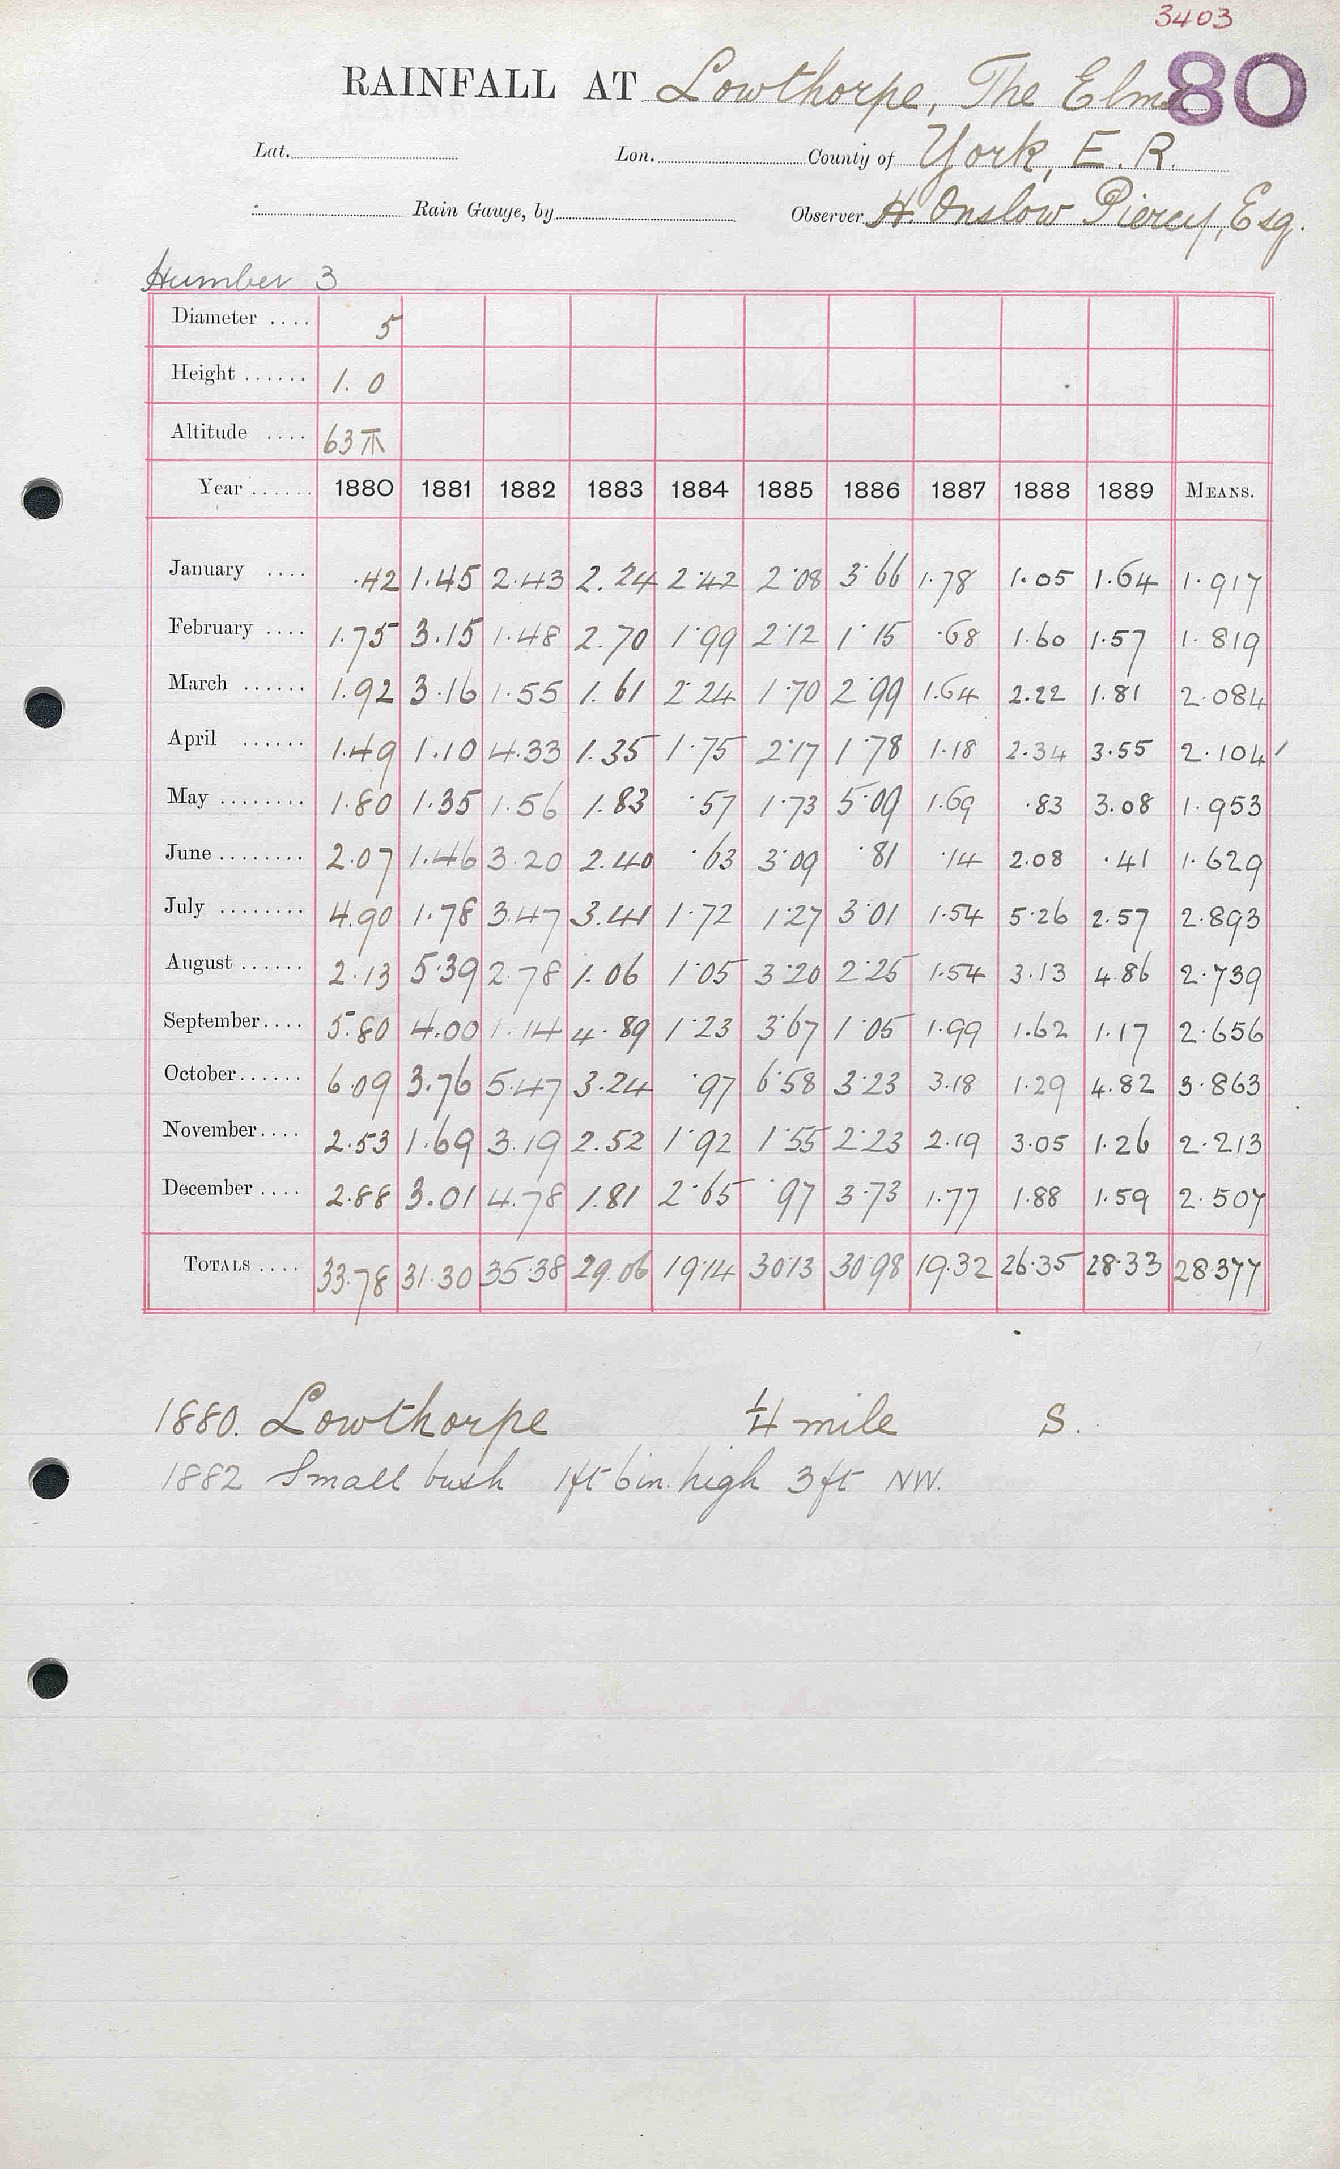 3403
RAINFALL AT Lowthorpe, The Elms 80
Lat. Lon. County of York, E. R.
Rain Gauge, by Observer H. Onslow Piercy, Esq.
Humber 3
Diameter .... 5
Height ...... 1. 0
Altitude .... 63
Year ...... 1880 1881 1882 1883 1884 1885 1886 1887 1888 1889 MEANS.
January .... .42 1.45 2.43 2.24 2.42 2.08 3.66 1.78 1.05 1.64 1.917
February .... 1.75 3.15 1.48 2.70 1.99 2.12 1.15 .68 1.60 1.57 1.819
March ...... 1.92 3.16 1.55 1.61 2.24 1.70 2.99 1.64 2.22 1.81 2.084
April ...... 1.49 1.10 4.33 1.35 1.75 2.17 1.78 1.18 2.34 3.55 2.104
May ........ 1.80 1.35 1.56 1.83 .57 1.73 5.09 1.69 .83 3.08 1.953
June ........ 2.07 1.46 3.20 2.40 .63 3.09 .81 .14 2.08 .41 1.629
July ........ 4.90 1.78 3.47 3.41 1.72 1.27 3.01 1.54 5.26 2.57 2.893
August ...... 2.13 5.39 2.78 1.06 1.05 3.20 2.25 1.54 3.13 4.86 2.739
September.... 5.80 4.00 1.14 4.89 1.23 3.67 1.05 1.99 1.62 1.17 2.656
October...... 6.09 3.76 5.47 3.24 .97 6.58 3.23 3.18 1.29 4.82 3.863
November.... 2.53 1.69 3.19 2.52 1.92 1.55 2.23 2.19 3.05 1.26 2.213
December .... 2.88 3.01 4.78 1.81 2.65 .97 3.73 1.77 1.88 1.59 2.507
TOTALS .... 33.78 31.30 35.38 29.06 19.14 30.13 30.98 19.32 26.35 28.33 28.377
1880. Lowthorpe 1/4 mile S.
1882 Small bush 1ft 6in. high 3 ft NW.